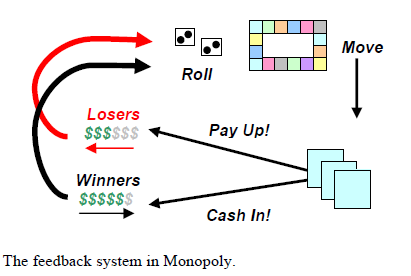 Move
Roll
Losers
$$$$$$
Pay Up!
Winners
$$$$$$
Cash In!
The feedback system in Monopoly.